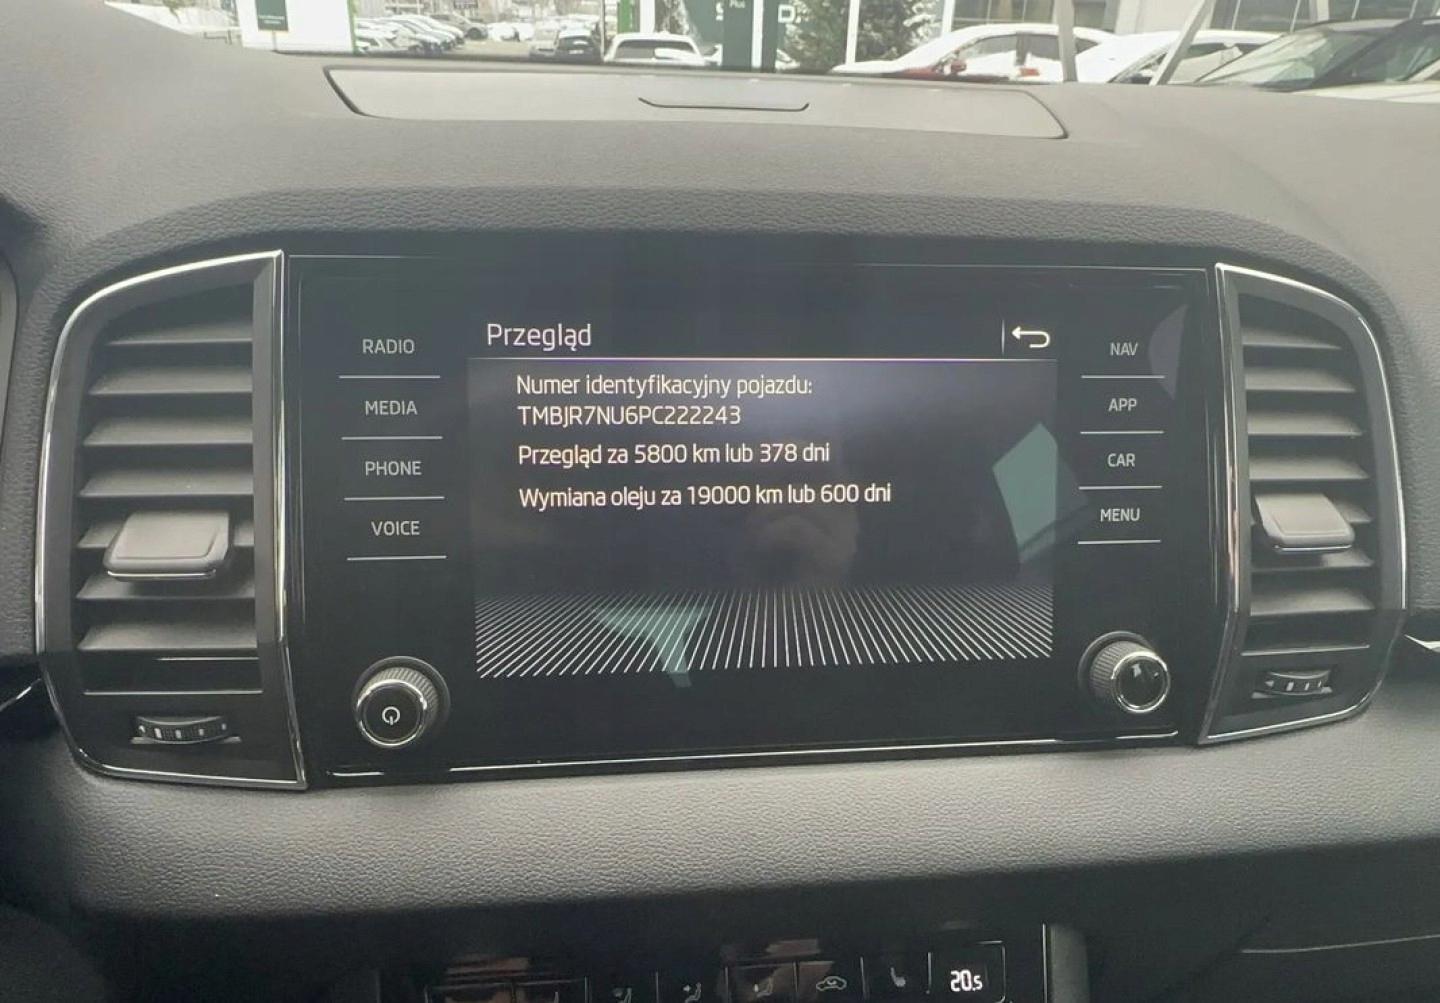 Przegląd
Numer identyfikacyjny pojazdu:
TMBJR7NU6PC222243
Przegląd za 5800 km lub 378 dni
Wymiana oleju za 19000 km lub 600 dni
RADIO
MEDIA
PHONE
VOICE
NAV
APP
CAR
MENU
20.5